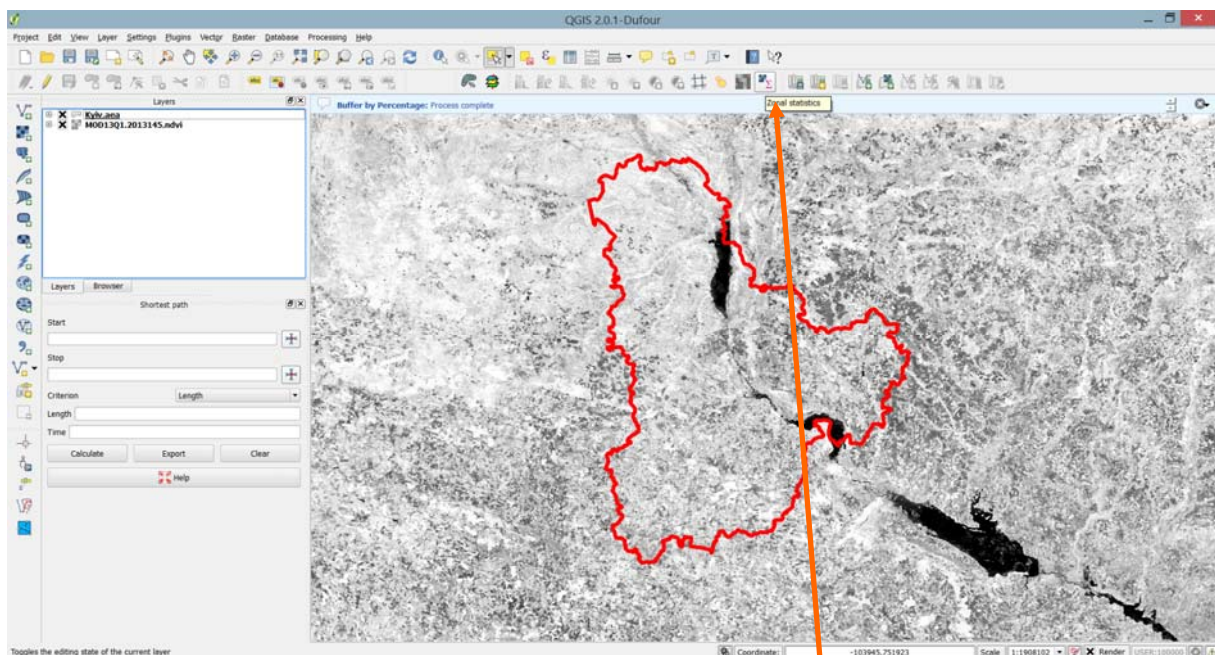 QGIS 2.0.1-Dufour
Project Edit View Layer Settings Plugins Vector Raster Database Processing Help
Layers
Kyiv.aea
MOD13Q1.2013145.ndvi
Buffer by Percentage: Process complete
Zonal statistics
Layers Browser
Shortest path
Start
Stop
Criterion Length
Length
Time
Calculate Export Clear
Help
Toggles the editing state of the current layer
Coordinate: -103945,751923 Scale 1:1908102 Render USER:100000